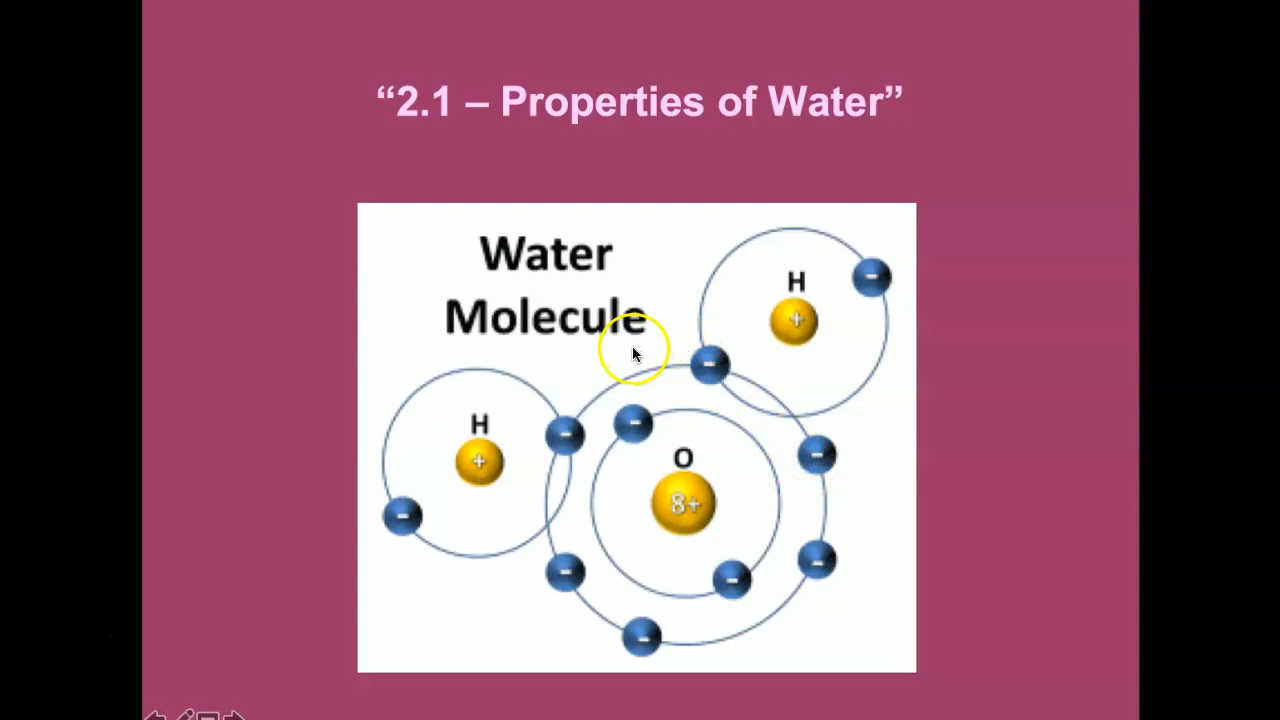 “2.1 – Properties of Water”
Water
Molecule
H
+
-
-
H
+
-
-
-
O
8+
-
-
-
-
-